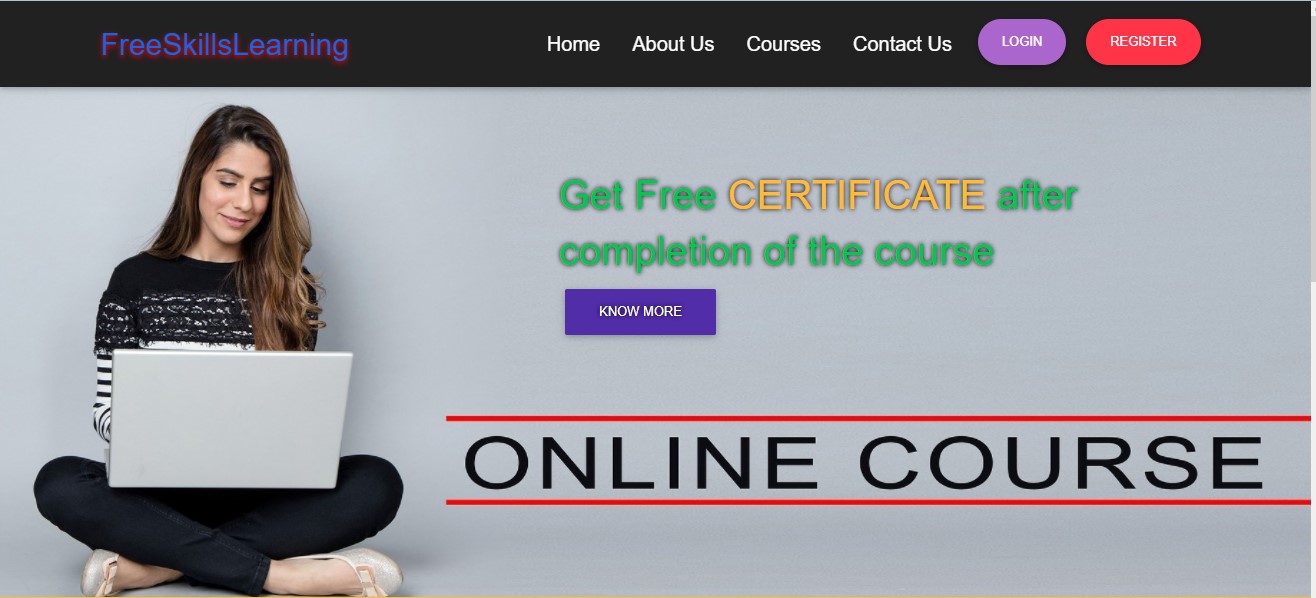 FreeSkillsLearning
Home About Us Courses Contact Us LOGIN REGISTER
Get Free CERTIFICATE after
completion of the course
KNOW MORE
ONLINE COURSE